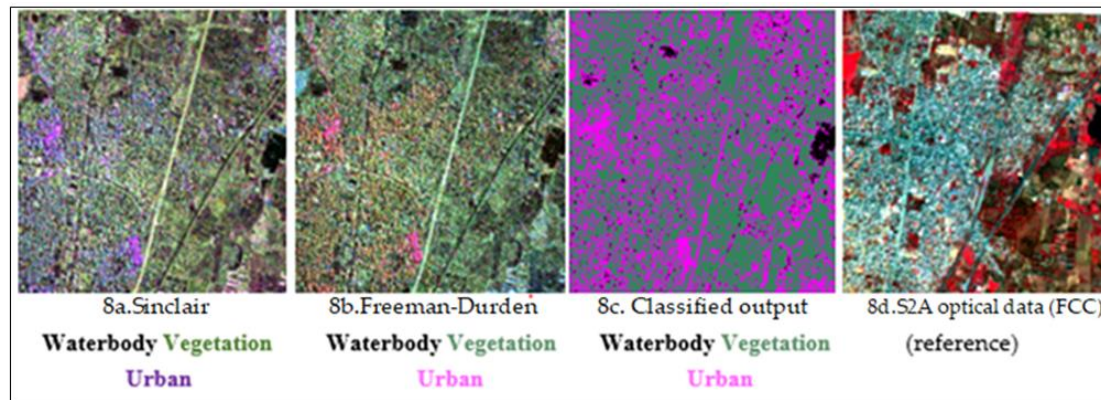 8a.Sinclair
Waterbody Vegetation
Urban
8b.Freeman-Durden
Waterbody Vegetation
Urban
8c. Classified output
Waterbody Vegetation
Urban
8d.S2A optical data (FCC)
(reference)